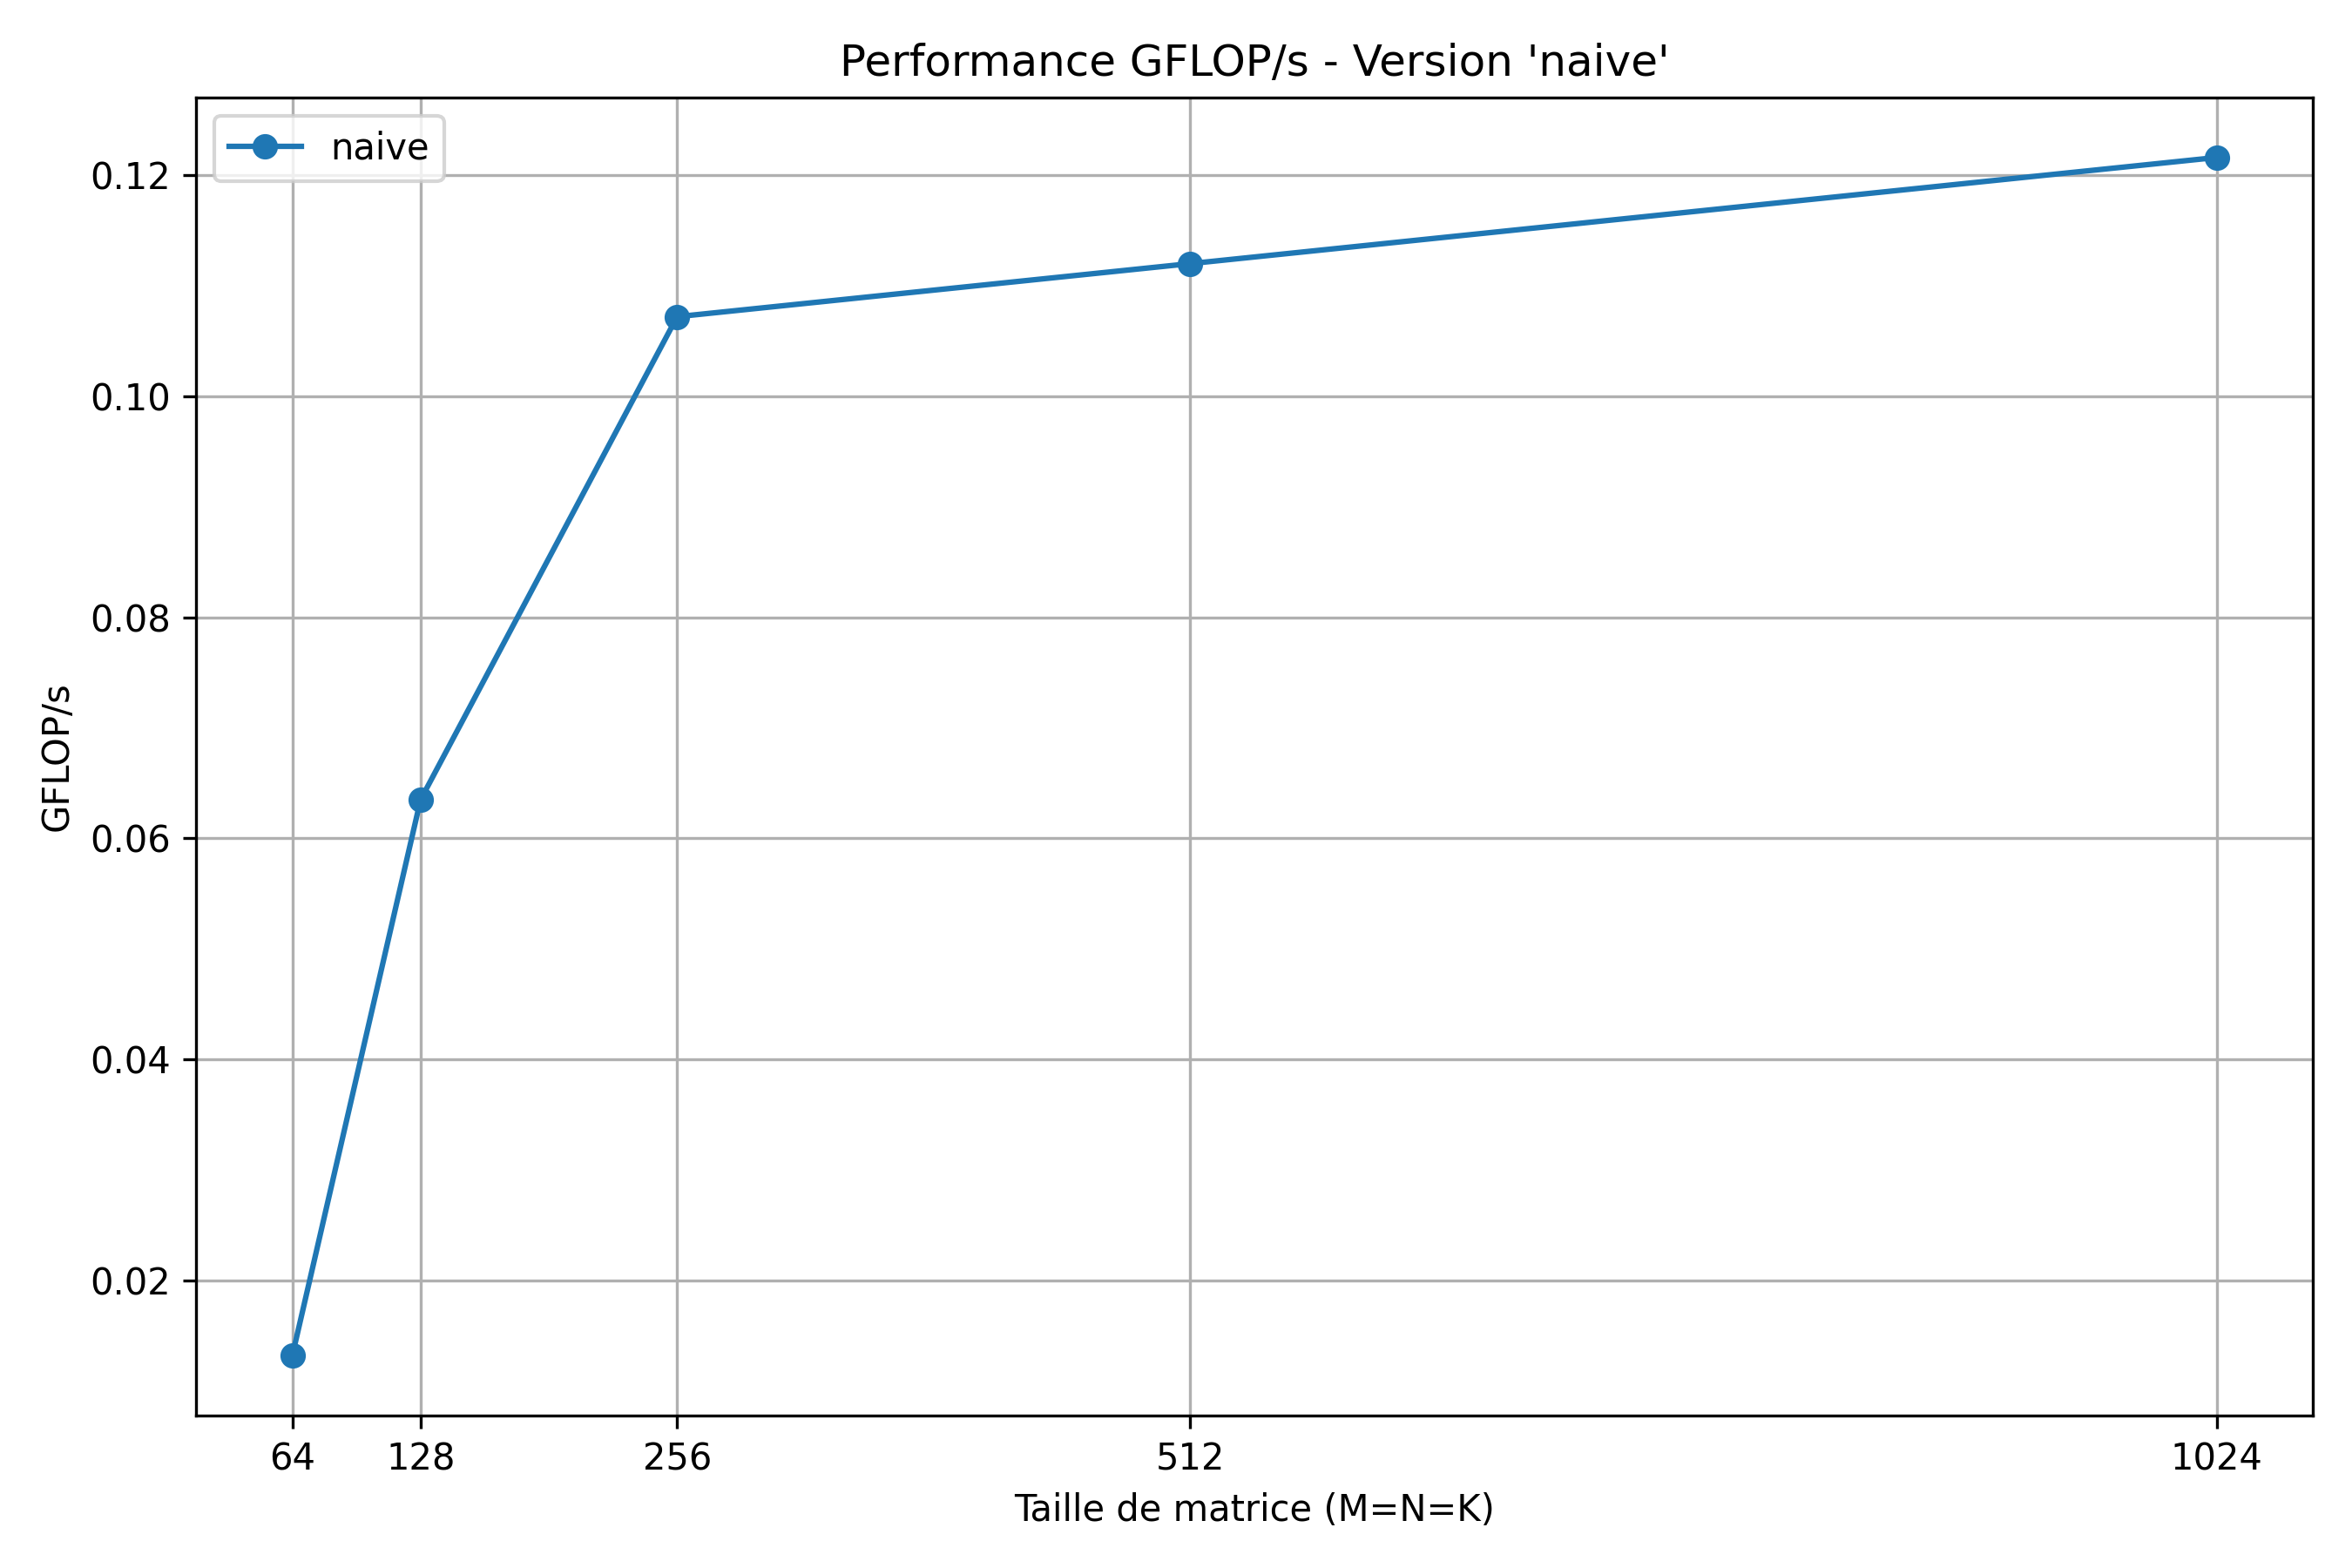 Performance GFLOP/s - Version 'naive'
naive
0.12
0.10
0.08
0.06
0.04
0.02
GFLOP/s
64 128 256 512 1024
Taille de matrice (M=N=K)